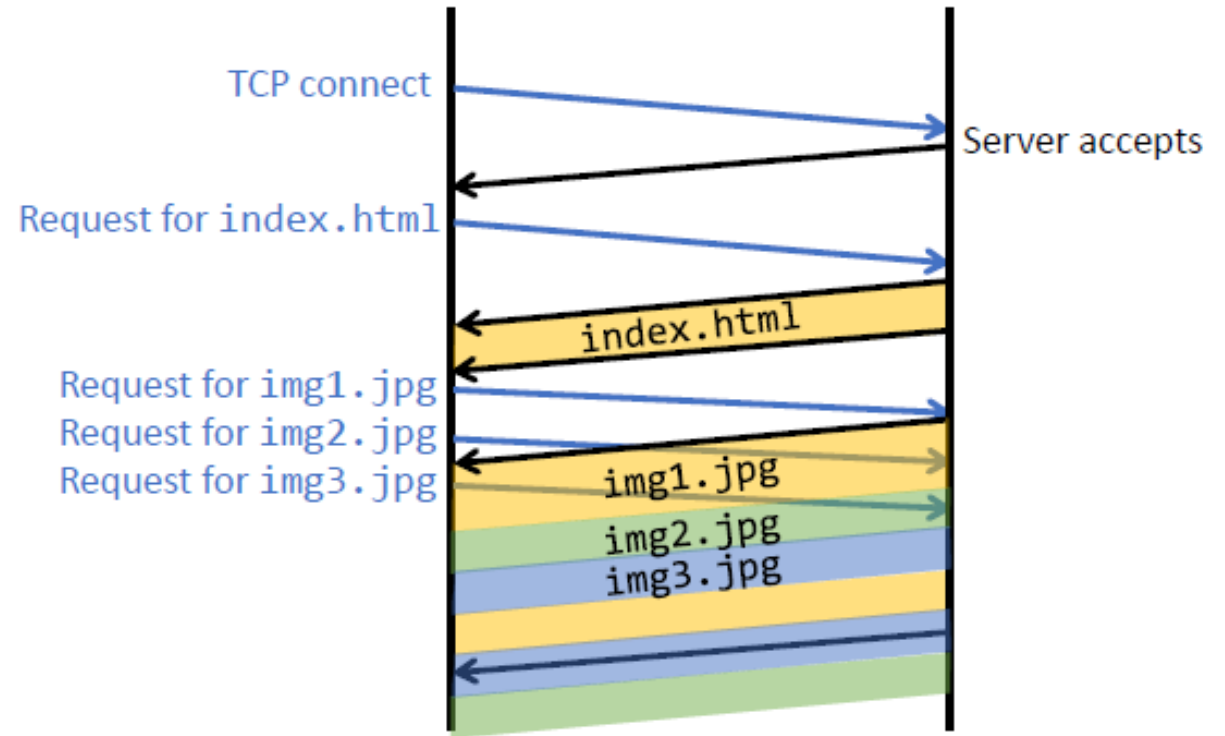 TCP connect
Server accepts
Request for index.html
index.html
Request for img1.jpg
Request for img2.jpg
Request for img3.jpg
img1.jpg
img2.jpg
img3.jpg